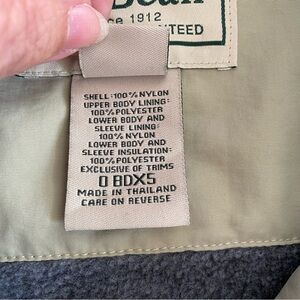 Bean
ce 1912
TEED
SHELL: 100% NYLON
UPPER BODY LINING:
100% POLYESTER
LOWER BODY AND
SLEEVE LINING:
100% NYLON
LOWER BODY AND
SLEEVE INSULATION:
100% POLYESTER
EXCLUSIVE OF TRIMS
0 BDX5
MADE IN THAILAND
CARE ON REVERSE